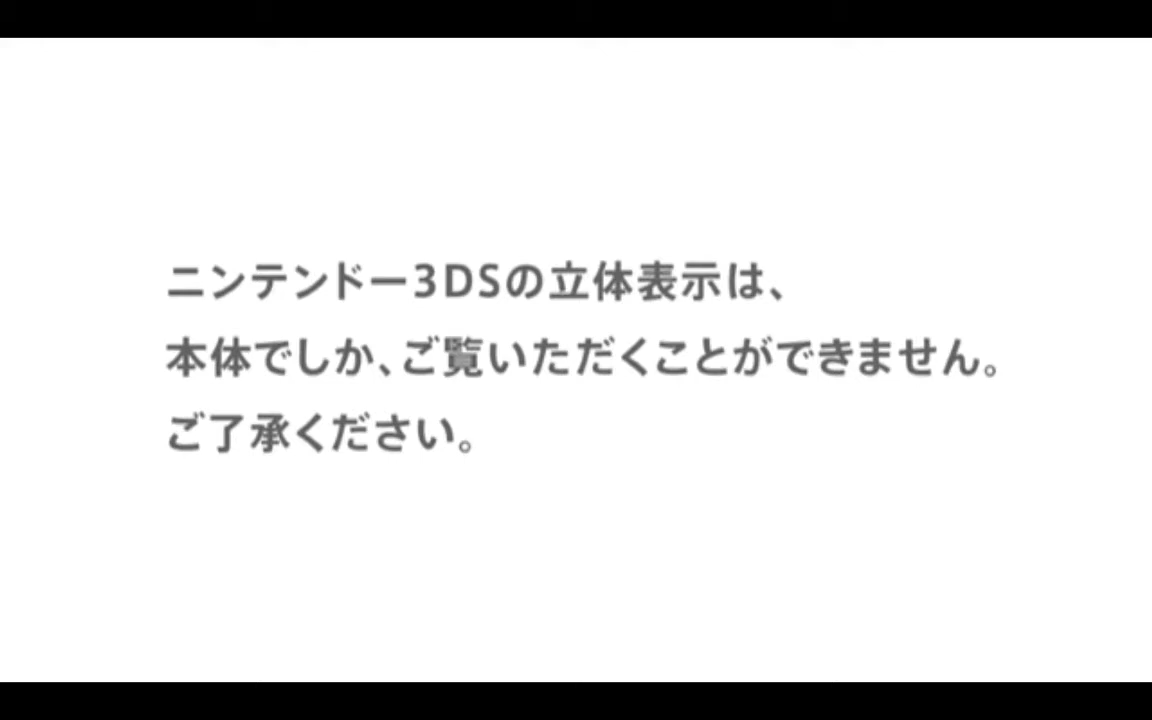 ニンテンドー3DSの立体表示は、
本体でしか、ご覧いただくことができません。
ご了承ください。